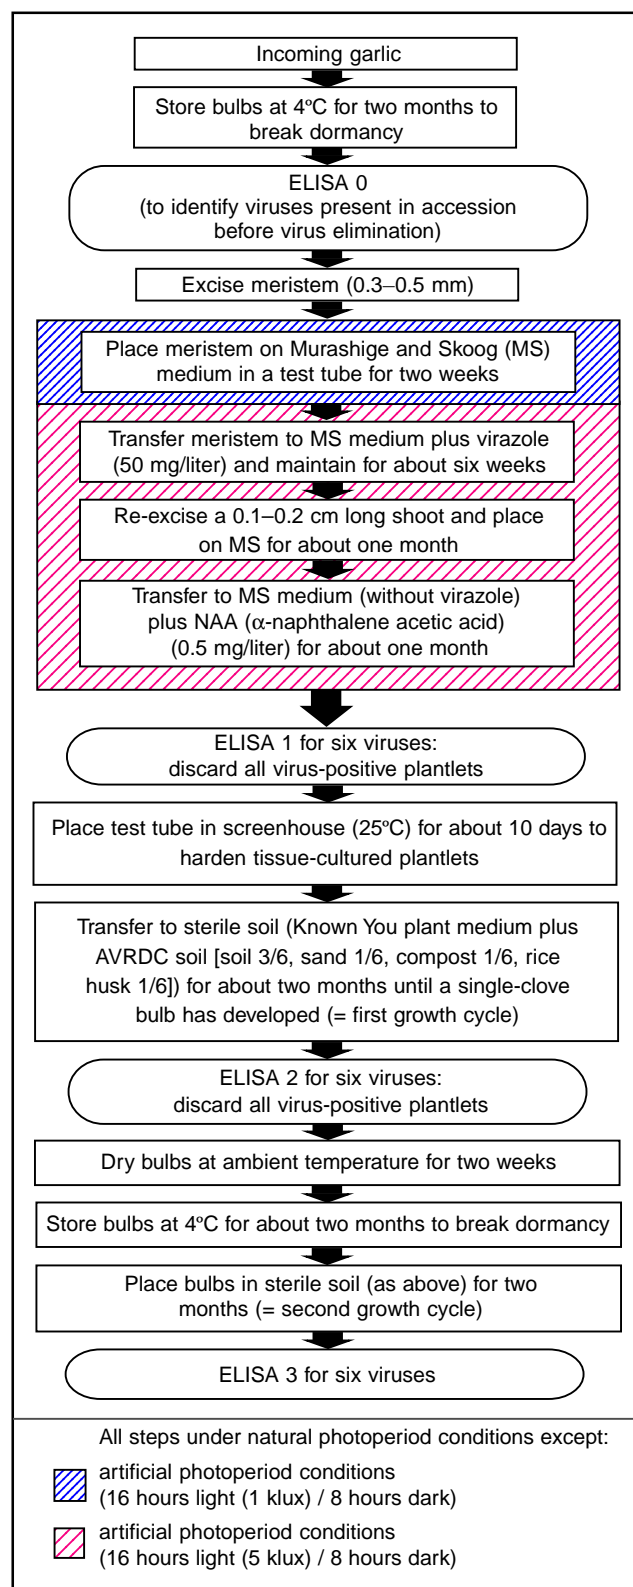 Incoming garlic
Store bulbs at 4ºC for two months to
break dormancy
ELISA 0
(to identify viruses present in accession
before virus elimination)
Excise meristem (0.3–0.5 mm)
Place meristem on Murashige and Skoog (MS)
medium in a test tube for two weeks
Transfer meristem to MS medium plus virazole
(50 mg/liter) and maintain for about six weeks
Re-excise a 0.1–0.2 cm long shoot and place
on MS for about one month
Transfer to MS medium (without virazole)
plus NAA (α-naphthalene acetic acid)
(0.5 mg/liter) for about one month
ELISA 1 for six viruses:
discard all virus-positive plantlets
Place test tube in screenhouse (25ºC) for about 10 days to
harden tissue-cultured plantlets
Transfer to sterile soil (Known You plant medium plus
AVRDC soil [soil 3/6, sand 1/6, compost 1/6, rice
husk 1/6]) for about two months until a single-clove
bulb has developed (= first growth cycle)
ELISA 2 for six viruses:
discard all virus-positive plantlets
Dry bulbs at ambient temperature for two weeks
Store bulbs at 4ºC for about two months to break dormancy
Place bulbs in sterile soil (as above) for two
months (= second growth cycle)
ELISA 3 for six viruses
All steps under natural photoperiod conditions except:
artificial photoperiod conditions
(16 hours light (1 klux) / 8 hours dark)
artificial photoperiod conditions
(16 hours light (5 klux) / 8 hours dark)